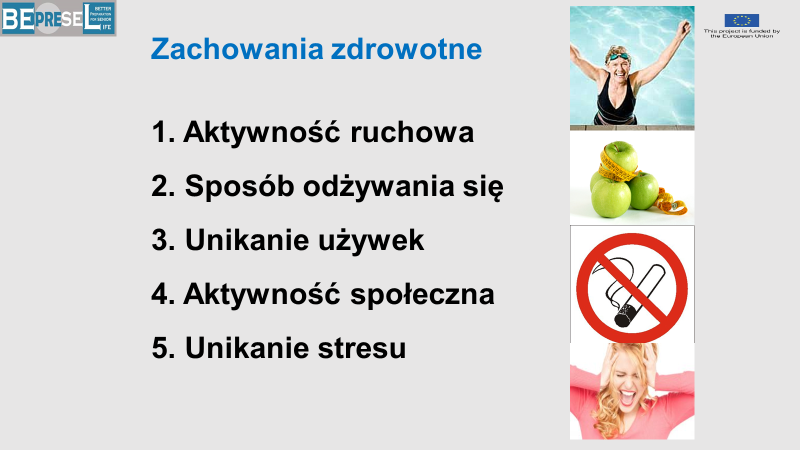 BEPRESEL
BETTER
PREPARATION
FOR SENIOR
LIFE
This project is funded by
the European Union
Zachowania zdrowotne
1. Aktywność ruchowa
2. Sposób odżywania się
3. Unikanie używek
4. Aktywność społeczna
5. Unikanie stresu